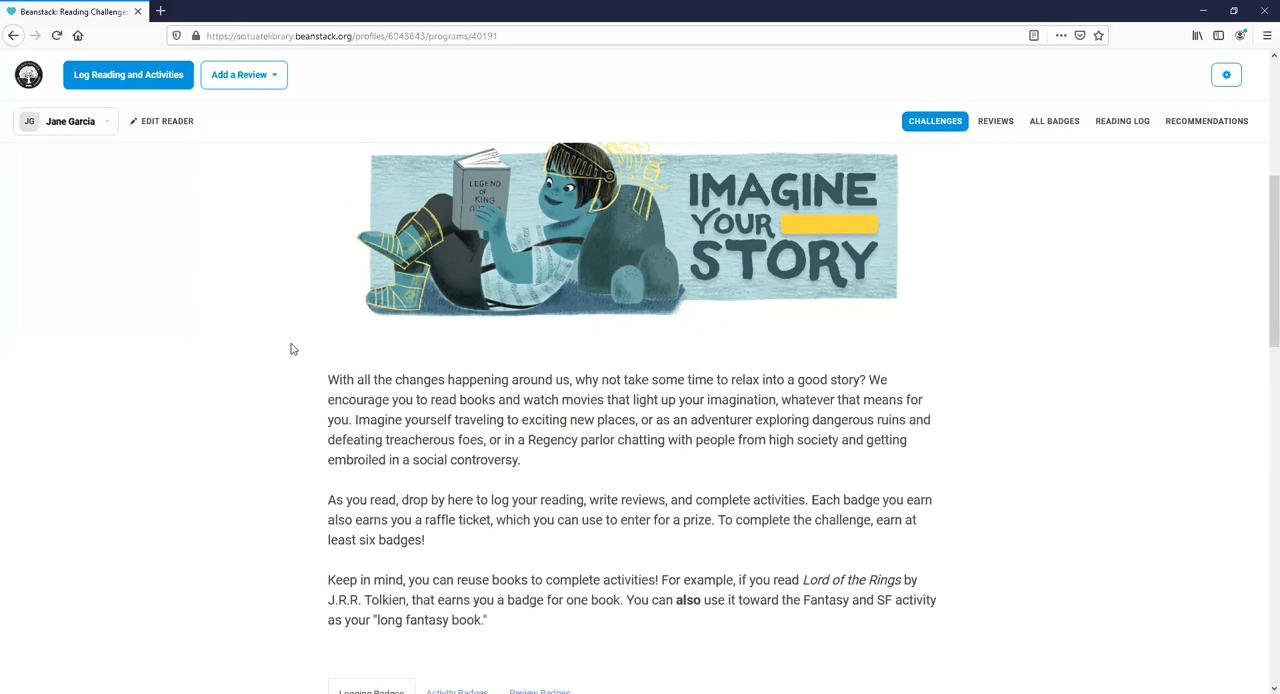 Beanstack: Reading Challenge
https://scituatelibrary.beanstack.org/profiles/6043643/programs/40191
Log Reading and Activities
Add a Review
JG Jane Garcia
EDIT READER
CHALLENGES
REVIEWS
ALL BADGES
READING LOG
RECOMMENDATIONS
LEGEND
OF
KING
IMAGINE
YOUR
STORY
With all the changes happening around us, why not take some time to relax into a good story? We
encourage you to read books and watch movies that light up your imagination, whatever that means for
you. Imagine yourself traveling to exciting new places, or as an adventurer exploring dangerous ruins and
defeating treacherous foes, or in a Regency parlor chatting with people from high society and getting
embroiled in a social controversy.
As you read, drop by here to log your reading, write reviews, and complete activities. Each badge you earn
also earns you a raffle ticket, which you can use to enter for a prize. To complete the challenge, earn at
least six badges!
Keep in mind, you can reuse books to complete activities! For example, if you read Lord of the Rings by
J.R.R. Tolkien, that earns you a badge for one book. You can also use it toward the Fantasy and SF activity
as your "long fantasy book."
Logging Badges
Activity Badges
Review Badges